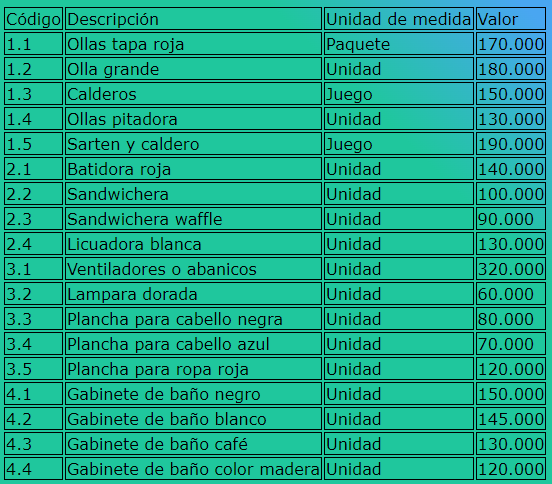 Código Descripción Unidad de medida Valor
1.1 Ollas tapa roja Paquete 170.000
1.2 Olla grande Unidad 180.000
1.3 Calderos Juego 150.000
1.4 Ollas pitadora Unidad 130.000
1.5 Sarten y caldero Juego 190.000
2.1 Batidora roja Unidad 140.000
2.2 Sandwichera Unidad 100.000
2.3 Sandwichera waffle Unidad 90.000
2.4 Licuadora blanca Unidad 130.000
3.1 Ventiladores o abanicos Unidad 320.000
3.2 Lampara dorada Unidad 60.000
3.3 Plancha para cabello negra Unidad 80.000
3.4 Plancha para cabello azul Unidad 70.000
3.5 Plancha para ropa roja Unidad 120.000
4.1 Gabinete de baño negro Unidad 150.000
4.2 Gabinete de baño blanco Unidad 145.000
4.3 Gabinete de baño café Unidad 130.000
4.4 Gabinete de baño color madera Unidad 120.000